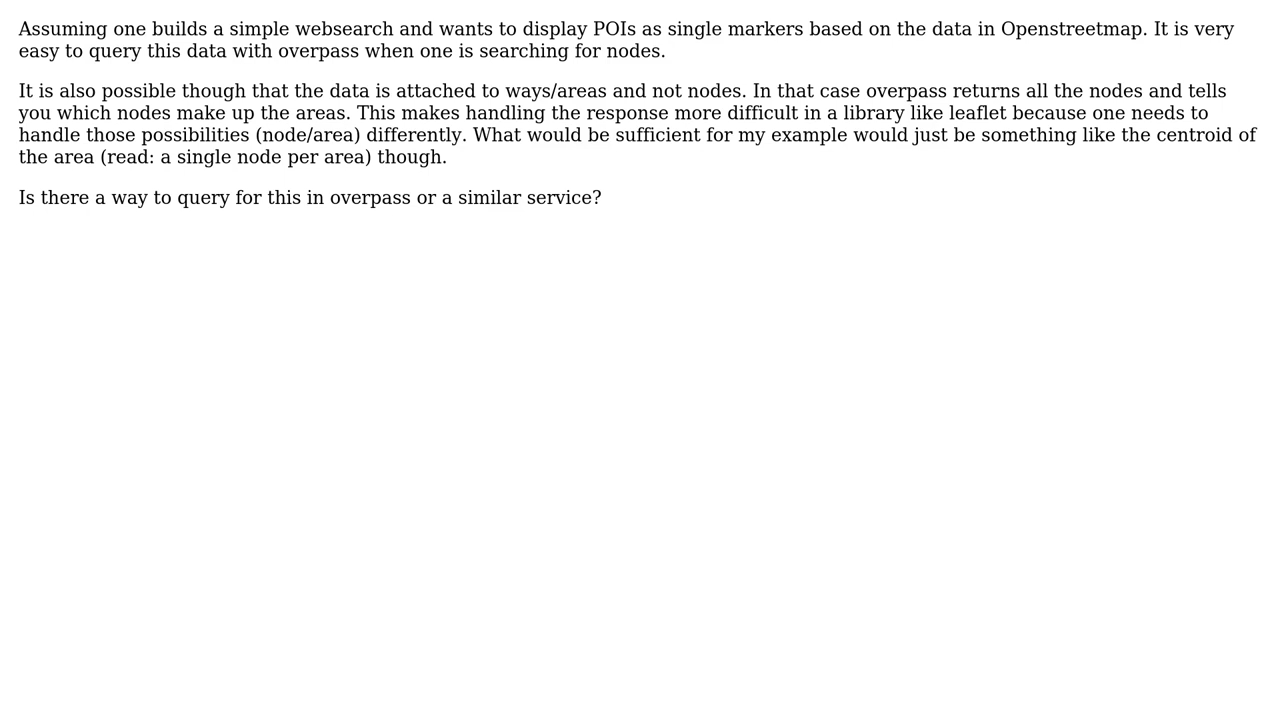 Assuming one builds a simple websearch and wants to display POIs as single markers based on the data in Openstreetmap. It is very
easy to query this data with overpass when one is searching for nodes.
It is also possible though that the data is attached to ways/areas and not nodes. In that case overpass returns all the nodes and tells
you which nodes make up the areas. This makes handling the response more difficult in a library like leaflet because one needs to
handle those possibilities (node/area) differently. What would be sufficient for my example would just be something like the centroid of
the area (read: a single node per area) though.
Is there a way to query for this in overpass or a similar service?